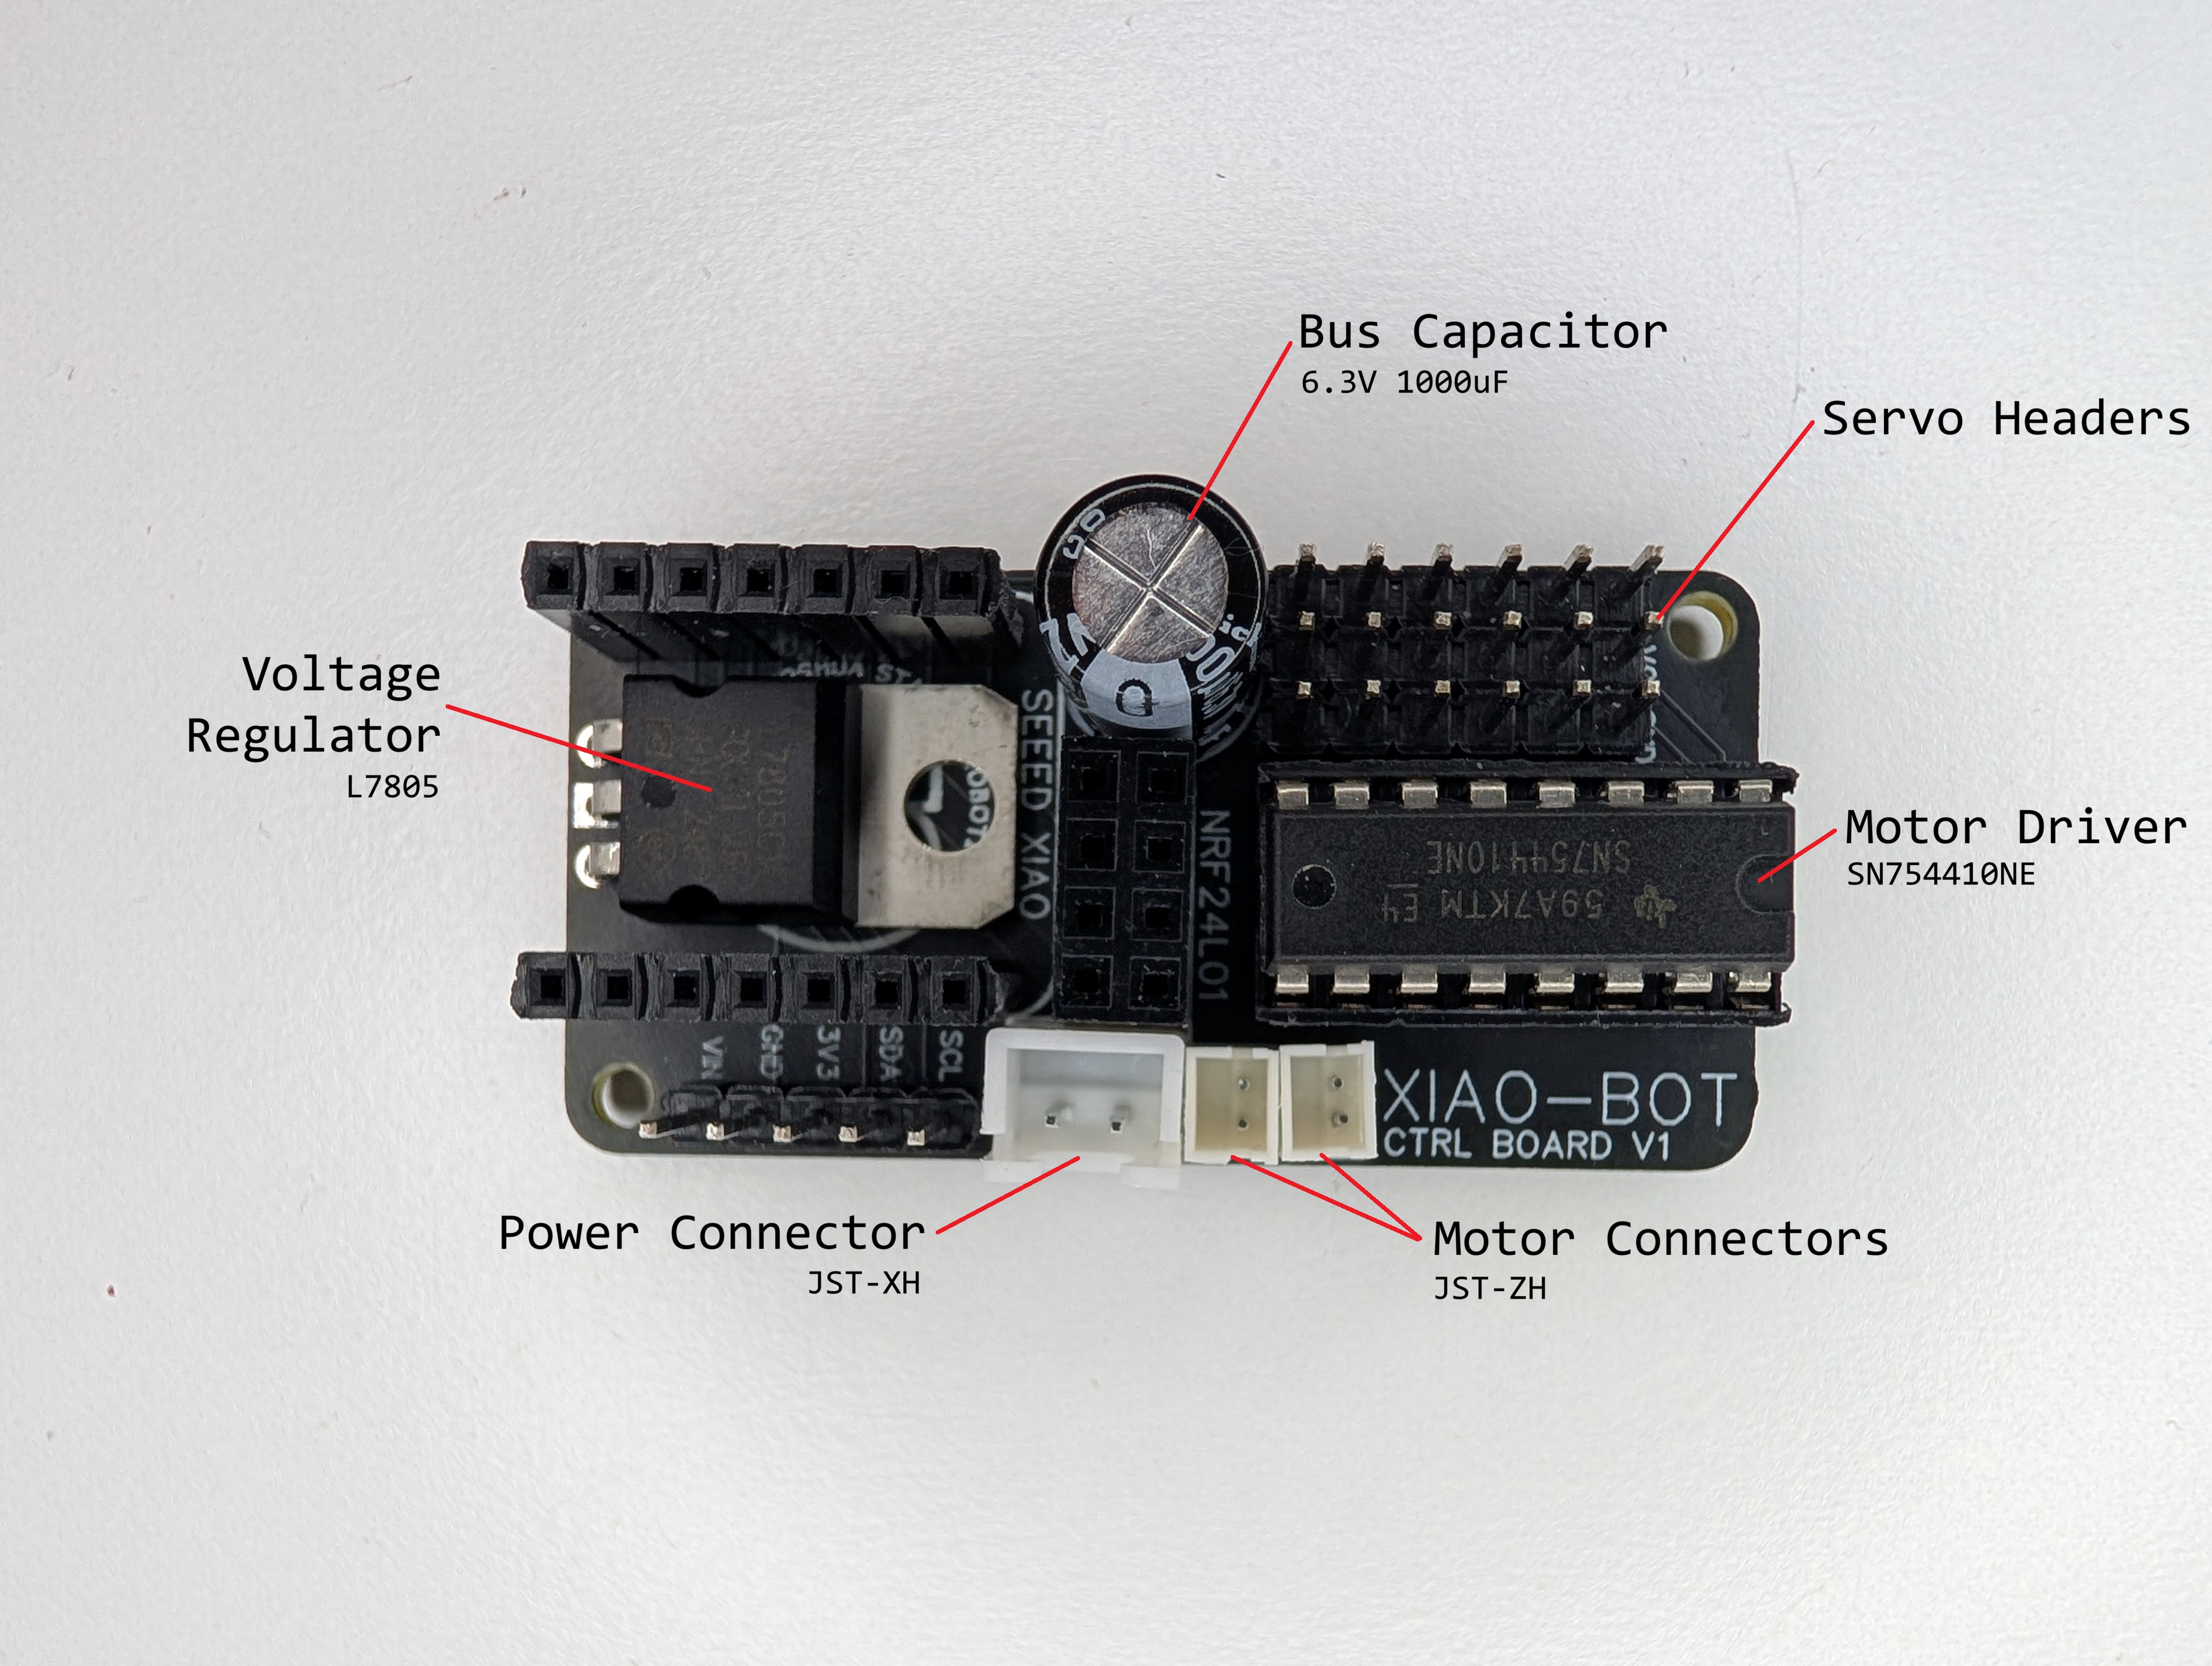 Bus Capacitor
6.3V 1000uF
Servo Headers
Voltage
Regulator
L7805
SEEED XIAO
NRF24L01
Motor Driver
SN754410NE
SN754410NE
59A7KTM E4
VIN
GND
3V3
SDA
SCL
XIAO-BOT
CTRL BOARD V1
Power Connector
JST-XH
Motor Connectors
JST-ZH